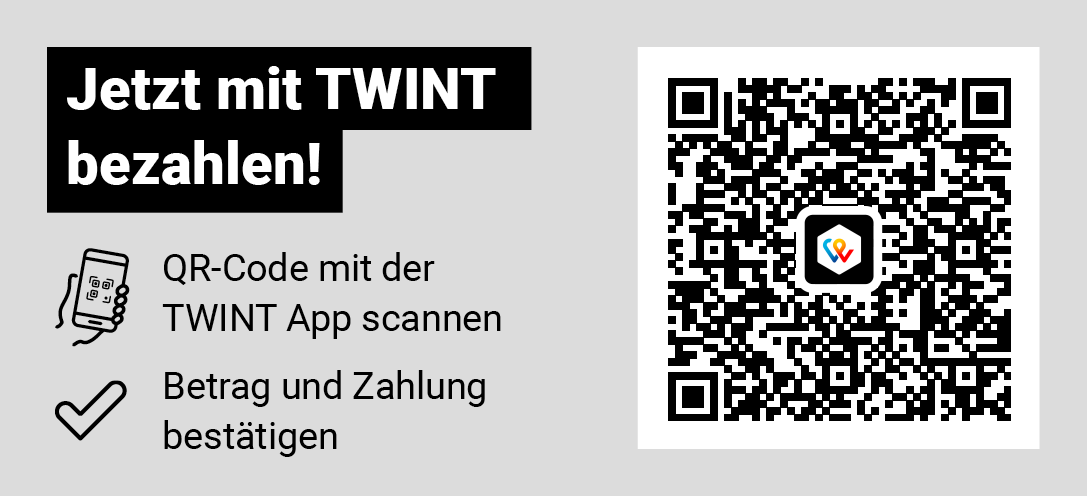 Jetzt mit TWINT
bezahlen!
QR-Code mit der
TWINT App scannen
Betrag und Zahlung
bestätigen